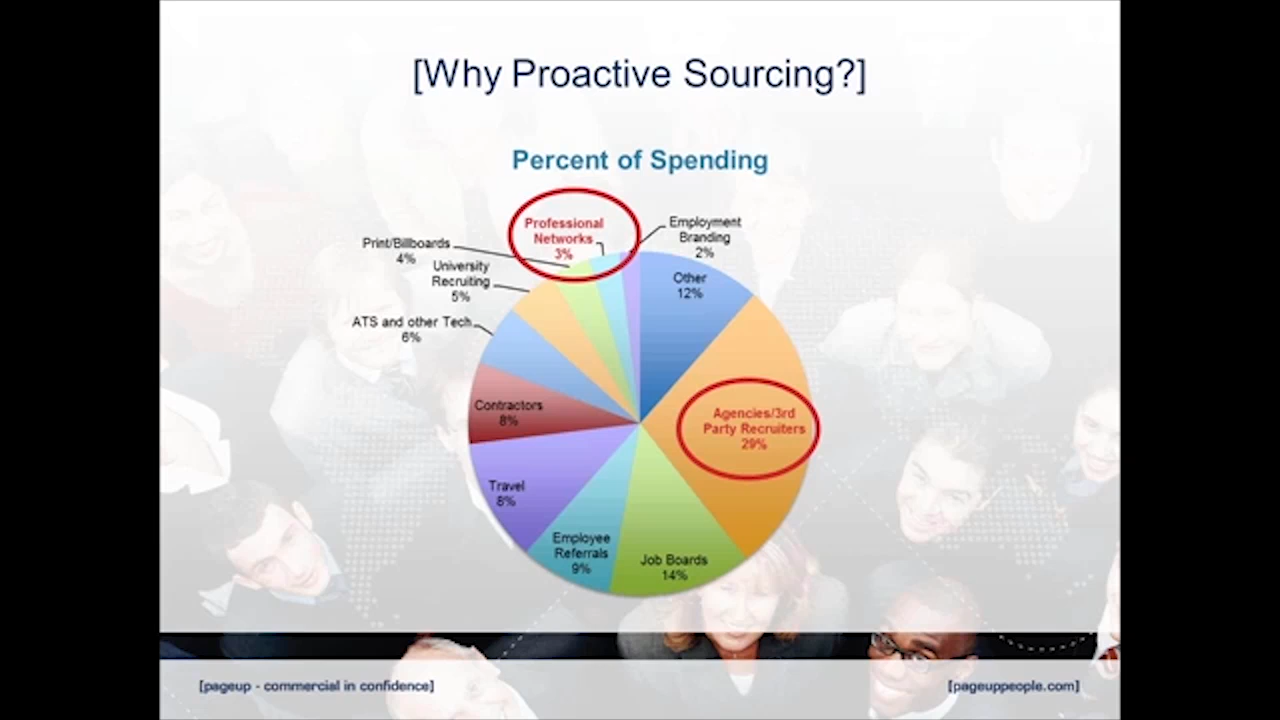 [Why Proactive Sourcing?]
Percent of Spending
Professional
Networks
3%
Employment
Branding
2%
Print/Billboards
4%
University
Recruiting
5%
Other
12%
ATS and other Tech.
6%
Contractors
8%
Agencies/3rd
Party Recruiters
29%
Travel
8%
Employee
Referrals
9%
Job Boards
14%
[pageup - commercial in confidence]
[pageuppeople.com]